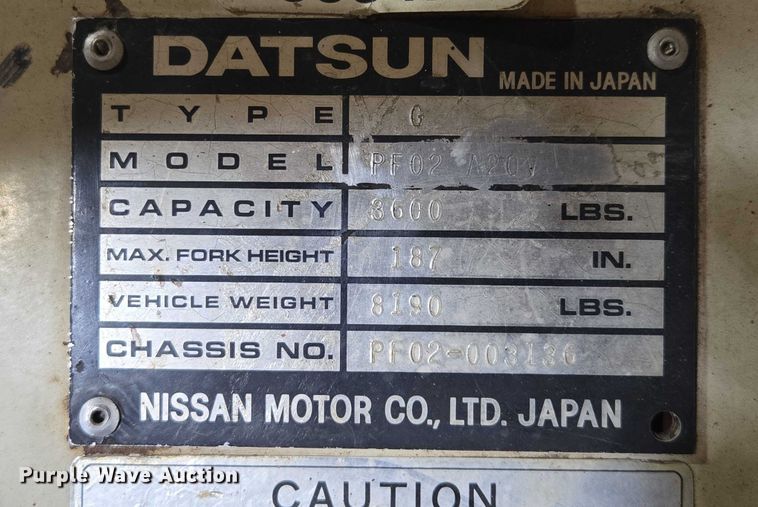 DATSUN MADE IN JAPAN
TYPE G
MODEL PF02 A20V
CAPACITY 3600 LBS.
MAX. FORK HEIGHT 187 IN.
VEHICLE WEIGHT 8190 LBS.
CHASSIS NO. PF02-003136
NISSAN MOTOR CO., LTD. JAPAN
Purple Wave Auction
CAUTION